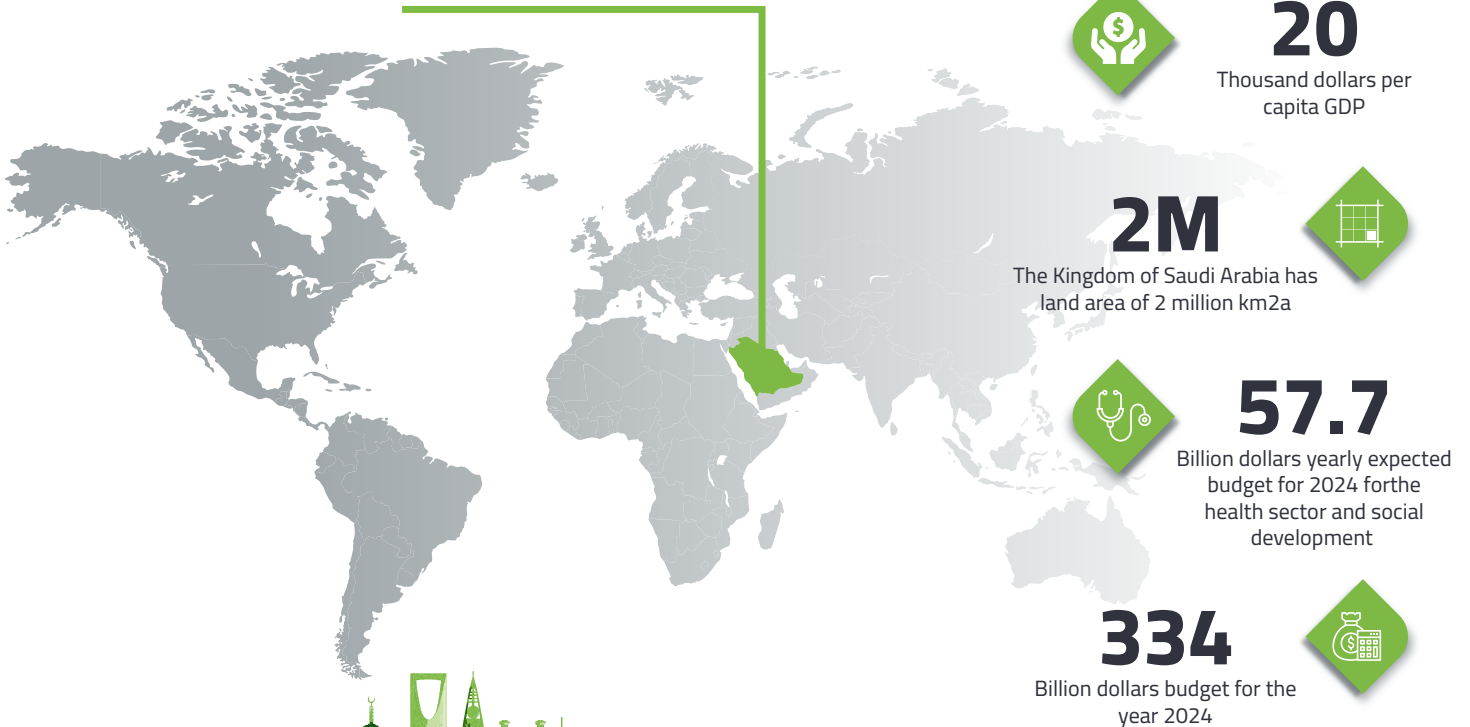 20
Thousand dollars per
capita GDP
2M
The Kingdom of Saudi Arabia has
land area of 2 million km2a
57.7
Billion dollars yearly expected
budget for 2024 forthe
health sector and social
development
334
Billion dollars budget for the
year 2024